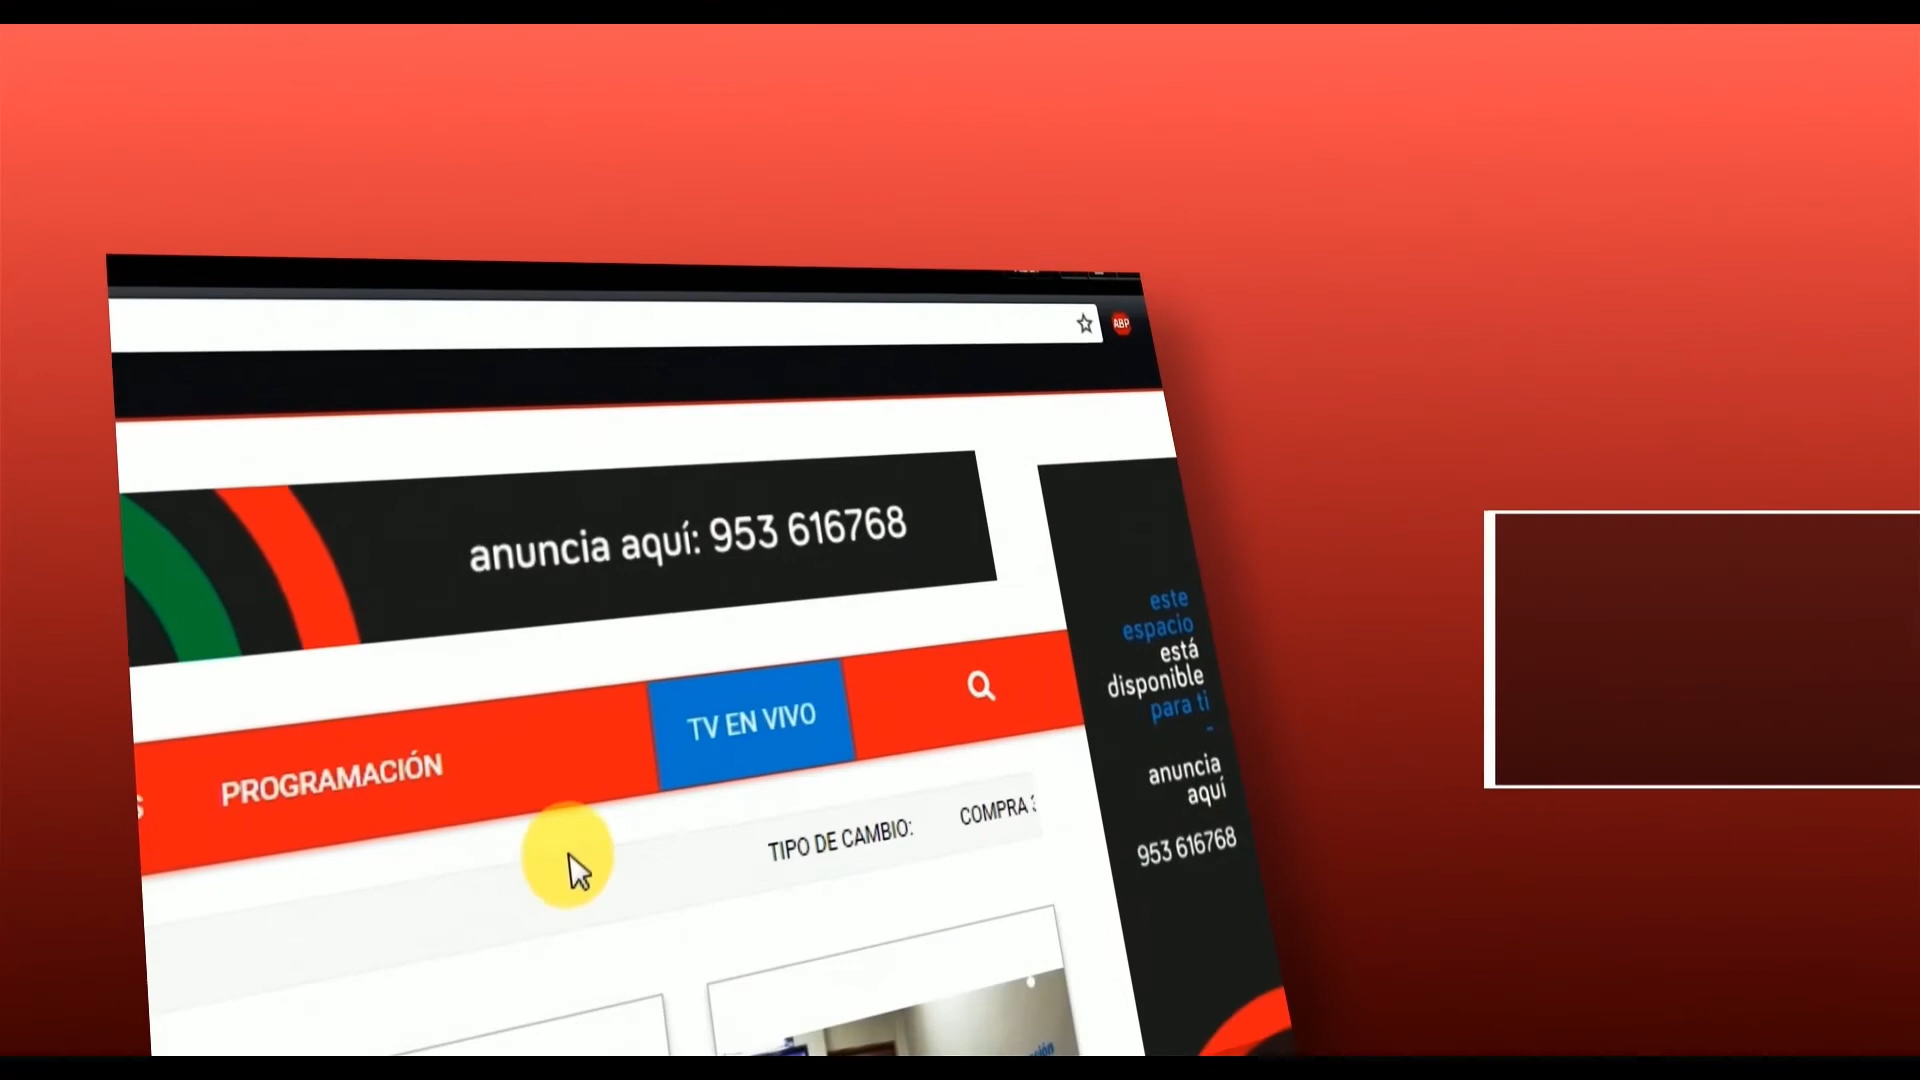 ABP
anuncia aquí: 953 616768
este
espacio
está
disponible
para ti
-
anuncia
aquí
953 616768
TV EN VIVO
PROGRAMACIÓN
TIPO DE CAMBIO:
COMPRA